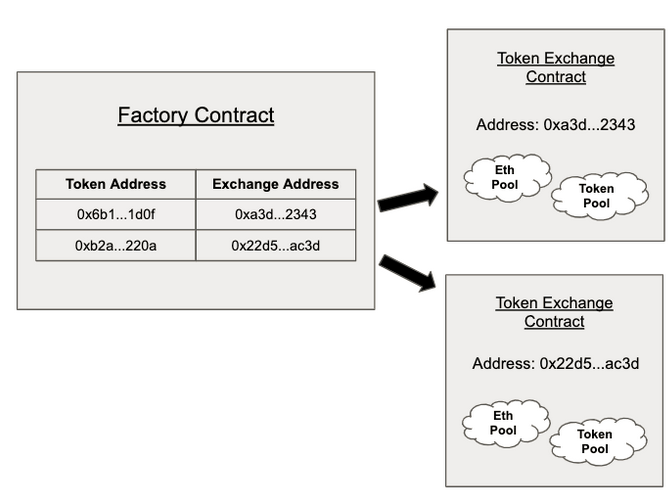 Factory Contract
Token Address Exchange Address
0x6b1...1d0f 0xa3d...2343
0xb2a...220a 0x22d5...ac3d
Token Exchange
Contract
Address: 0xa3d...2343
Eth
Pool
Token
Pool
Token Exchange
Contract
Address: 0x22d5...ac3d
Eth
Pool
Token
Pool